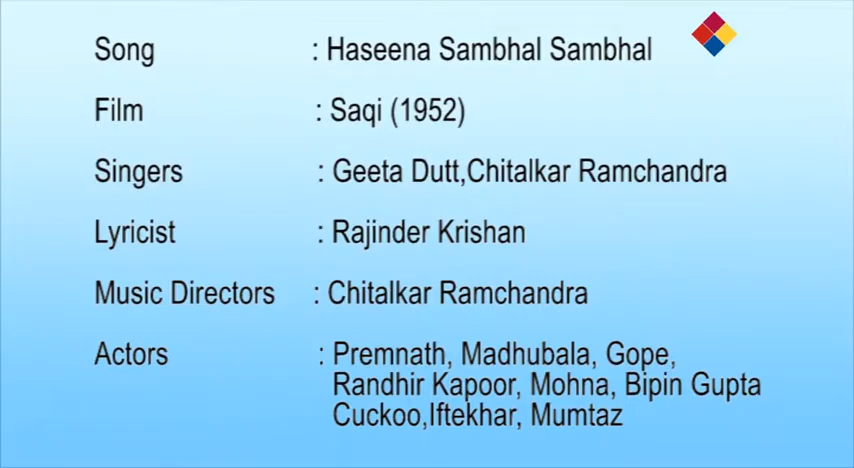 Song : Haseena Sambhal Sambhal
Film : Saqi (1952)
Singers : Geeta Dutt,Chitalkar Ramchandra
Lyricist : Rajinder Krishan
Music Directors : Chitalkar Ramchandra
Actors : Premnath, Madhubala, Gope,
Randhir Kapoor, Mohna, Bipin Gupta
Cuckoo,Iftekhar, Mumtaz